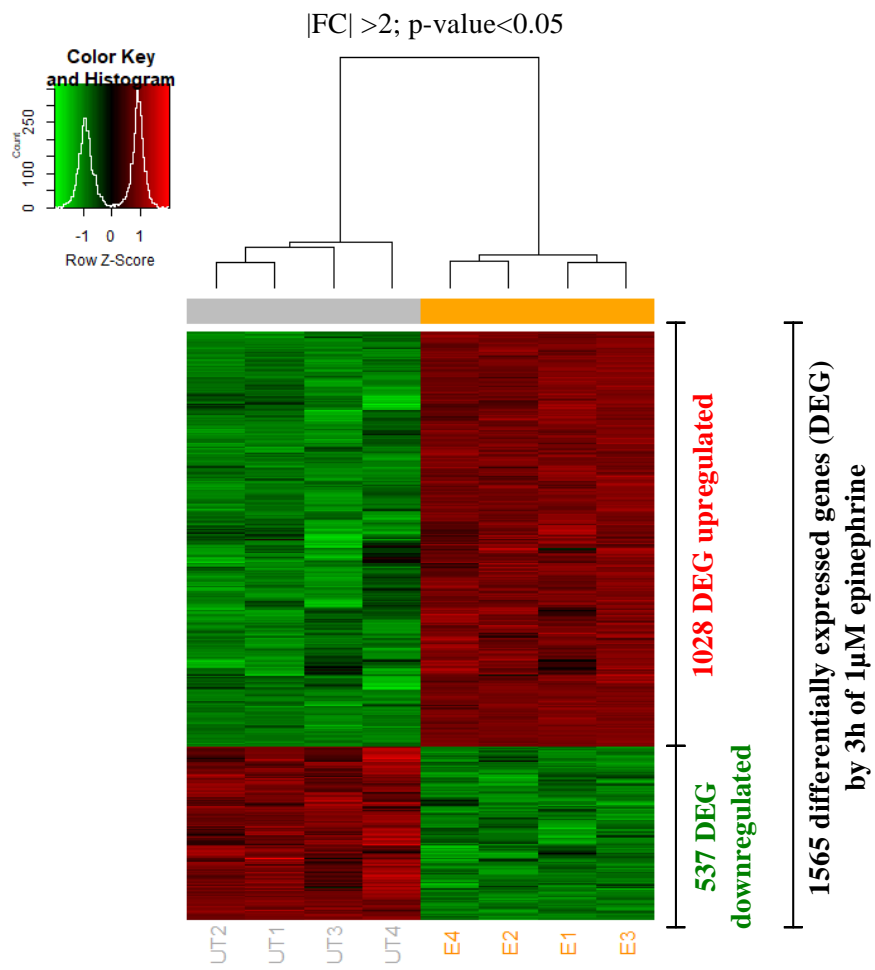 |FC| >2; p-value<0.05
Color Key
and Histogram
Count
0
100
250
-1
0
1
Row Z-Score
1028 DEG upregulated
537 DEG
downregulated
1565 differentially expressed genes (DEG)
by 3h of 1µM epinephrine
UT2
UT1
UT3
UT4
E4
E2
E1
E3